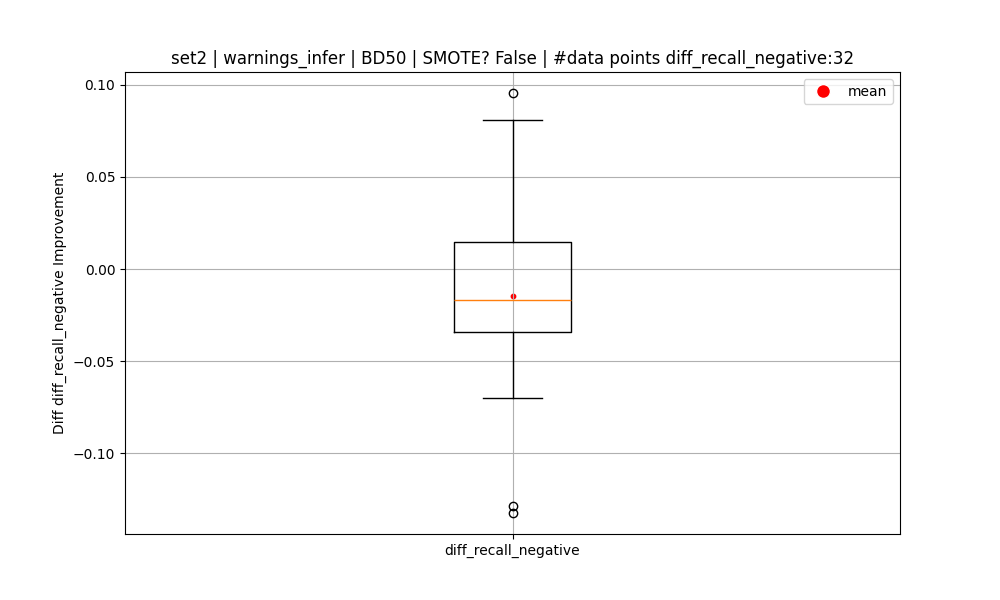 set2 | warnings_infer | BD50 | SMOTE? False | #data points diff_recall_negative:32
mean
0.10
0.05
0.00
−0.05
−0.10
Diff diff_recall_negative Improvement
diff_recall_negative